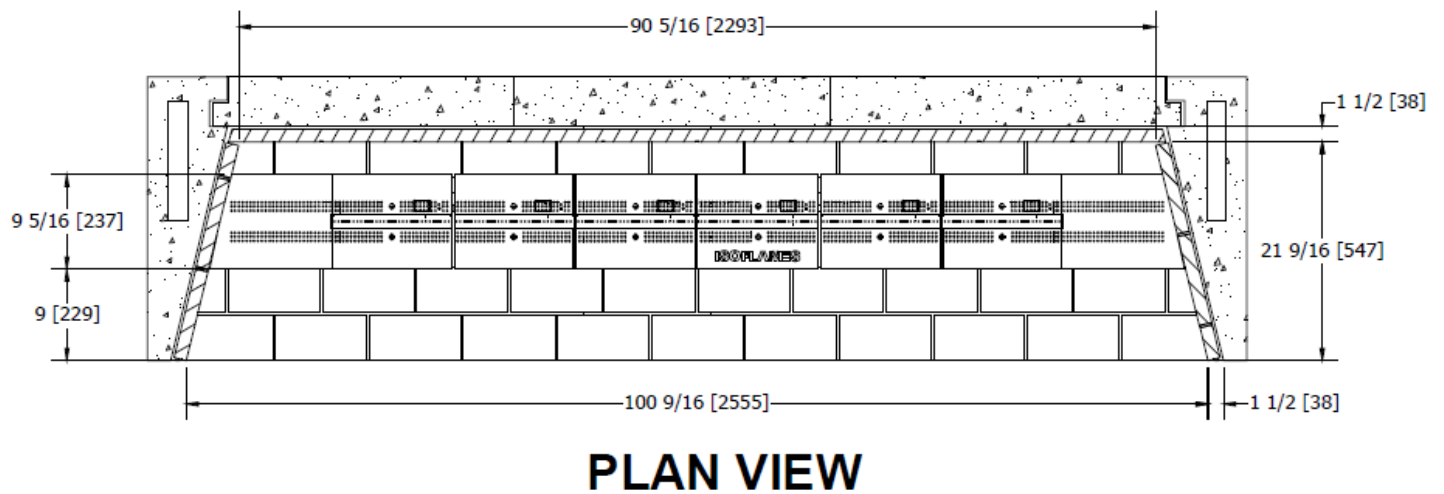 90 5/16 [2293]
1 1/2 [38]
9 5/16 [237]
ISOFLAMES
21 9/16 [547]
9 [229]
100 9/16 [2555]
1 1/2 [38]
PLAN VIEW